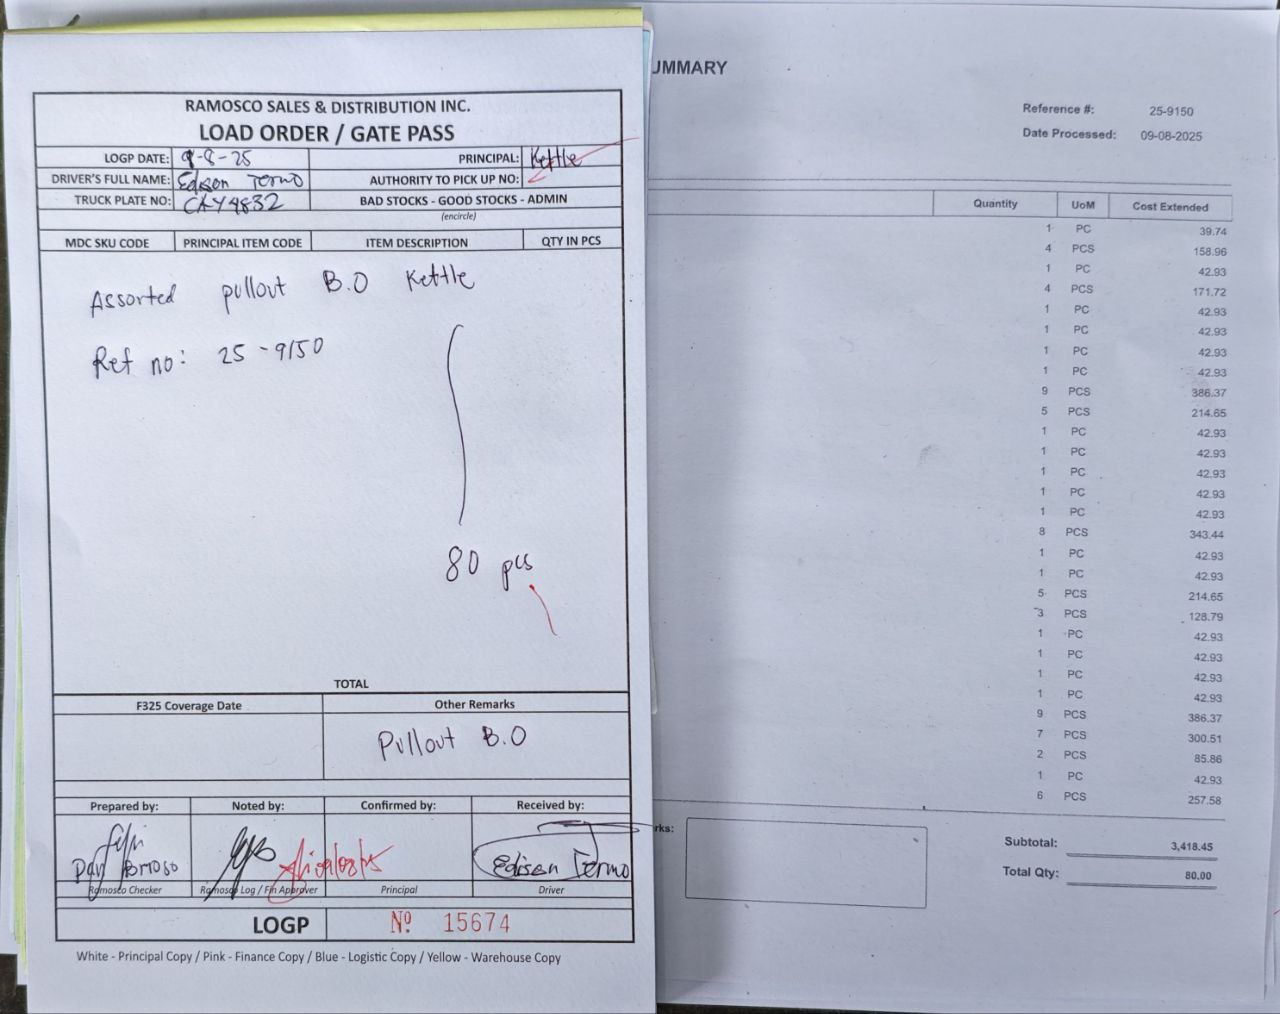 RAMOSCO SALES & DISTRIBUTION INC.
LOAD ORDER / GATE PASS
LOGP DATE: 9-8-25 PRINCIPAL: Kettle
DRIVER'S FULL NAME: Edison Termo AUTHORITY TO PICK UP NO:
TRUCK PLATE NO: CAY4832 BAD STOCKS - GOOD STOCKS - ADMIN
(encircle)
MDC SKU CODE PRINCIPAL ITEM CODE ITEM DESCRIPTION QTY IN PCS
Assorted pullout B.O Kettle
Ref no: 25-9150
80 pcs
TOTAL
F325 Coverage Date Other Remarks
Pullout B.O
Prepared by: Noted by: Confirmed by: Received by:
Edison Termo
Ramosco Checker Ramosco Log / Fin Approver Principal Driver
LOGP Nº 15674
White - Principal Copy / Pink - Finance Copy / Blue - Logistic Copy / Yellow - Warehouse Copy
UMMARY
Reference #: 25-9150
Date Processed: 09-08-2025
Quantity UoM Cost Extended
1 PC 39.74
4 PCS 158.96
1 PC 42.93
4 PCS 171.72
1 PC 42.93
1 PC 42.93
1 PC 42.93
1 PC 42.93
9 PCS 386.37
5 PCS 214.65
1 PC 42.93
1 PC 42.93
1 PC 42.93
1 PC 42.93
1 PC 42.93
8 PCS 343.44
1 PC 42.93
1 PC 42.93
5 PCS 214.65
3 PCS 128.79
1 PC 42.93
1 PC 42.93
1 PC 42.93
1 PC 42.93
9 PCS 386.37
7 PCS 300.51
2 PCS 85.86
1 PC 42.93
6 PCS 257.58
rks:
Subtotal: 3,418.45
Total Qty: 80.00